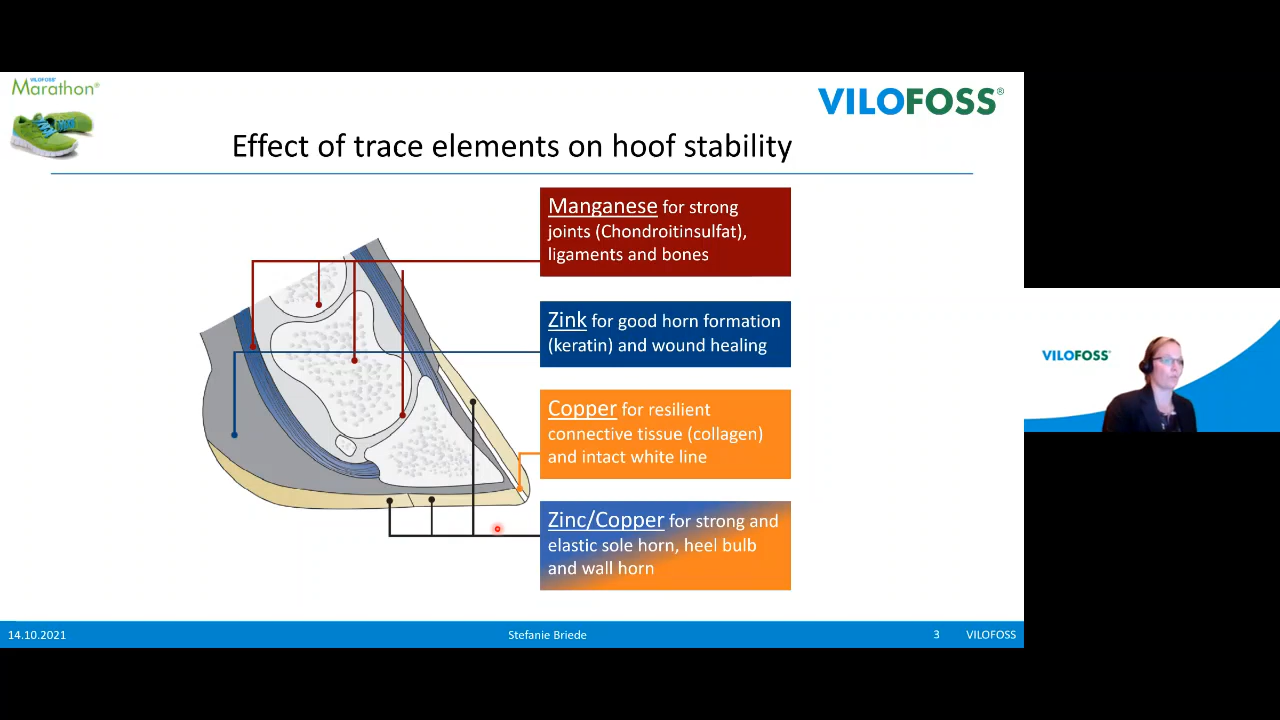 VILOFOSS
Marathon®
VILOFOSS®
Effect of trace elements on hoof stability
Manganese for strong
joints (Chondroitinsulfat),
ligaments and bones
Zink for good horn formation
(keratin) and wound healing
Copper for resilient
connective tissue (collagen)
and intact white line
Zinc/Copper for strong and
elastic sole horn, heel bulb
and wall horn
VILOFOSS®
14.10.2021
Stefanie Briede
3
VILOFOSS